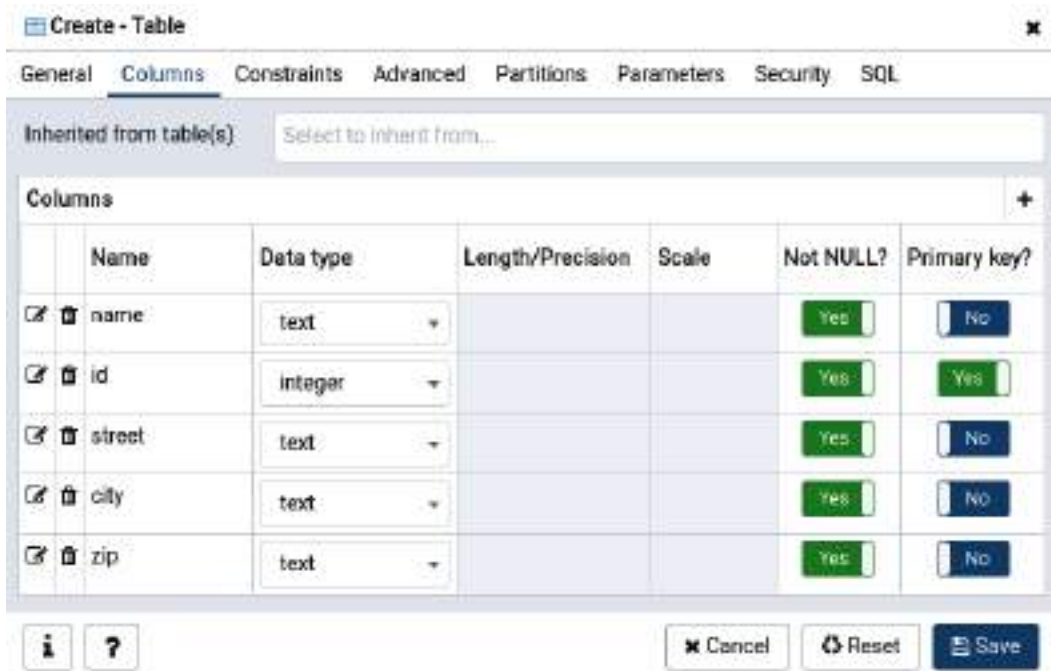 Create - Table
General Columns Constraints Advanced Partitions Parameters Security SQL
Inherited from table(s) Select to inherit from...
Columns
Name Data type Length/Precision Scale Not NULL? Primary key?
name text Yes No
id integer Yes Yes
street text Yes No
city text Yes No
zip text Yes No
i ? Cancel Reset Save